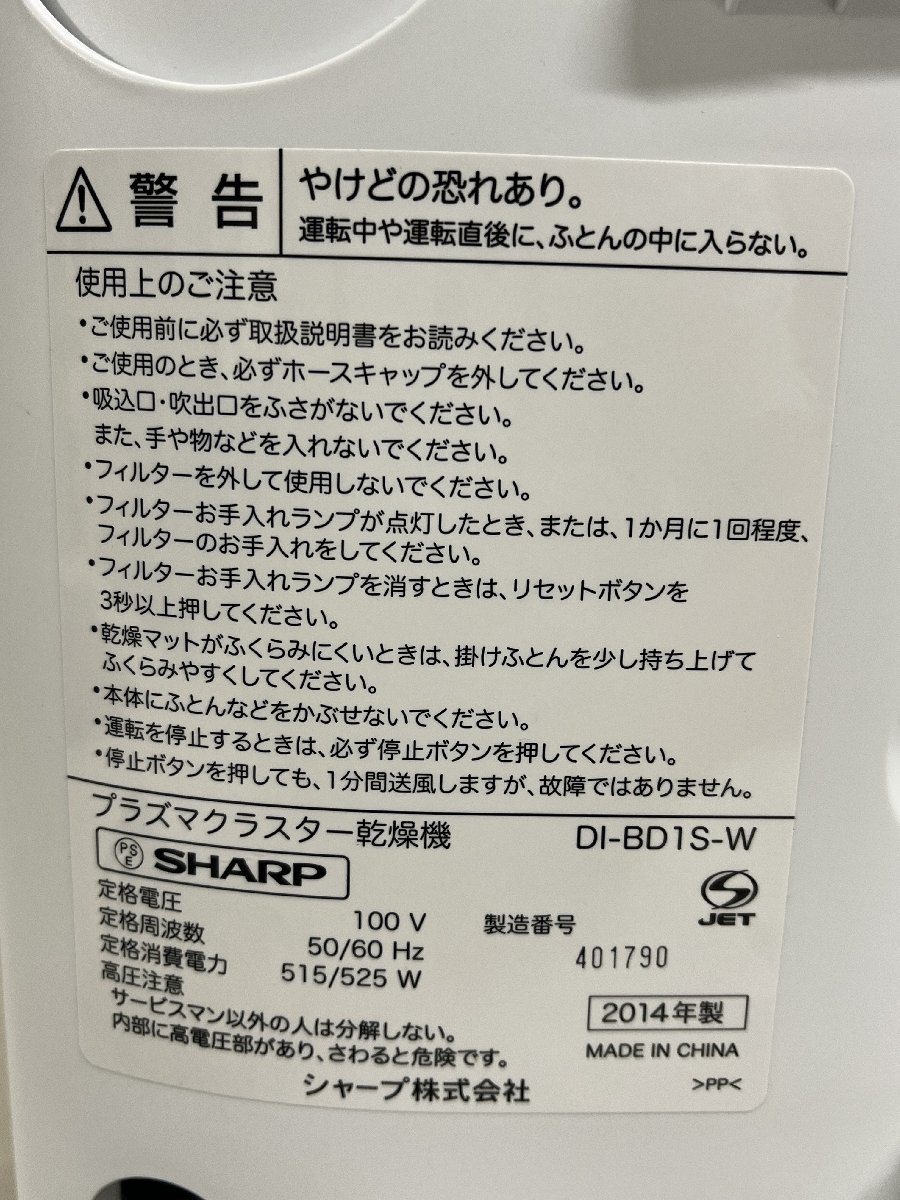 警告
やけどの恐れあり。
運転中や運転直後に、ふとんの中に入らない。
使用上のご注意
・ご使用前に必ず取扱説明書をお読みください。
・ご使用のとき、必ずホースキャップを外してください。
・吸込口・吹出口をふさがないでください。
また、手や物などを入れないでください。
・フィルターを外して使用しないでください。
・フィルターお手入れランプが点灯したとき、または、1か月に1回程度、
フィルターのお手入れをしてください。
・フィルターお手入れランプを消すときは、リセットボタンを
3秒以上押してください。
・乾燥マットがふくらみにくいときは、掛けふとんを少し持ち上げて
ふくらみやすくしてください。
・本体にふとんなどをかぶせないでください。
・運転を停止するときは、必ず停止ボタンを押してください。
・停止ボタンを押しても、1分間送風しますが、故障ではありません。
プラズマクラスター乾燥機 DI-BD1S-W
PSE SHARP
JET
定格電圧 100 V
定格周波数 50/60 Hz
定格消費電力 515/525 W
製造番号
401790
高圧注意
サービスマン以外の人は分解しない。
内部に高電圧部があり、さわると危険です。
2014年製
MADE IN CHINA
シャープ株式会社
>PP<